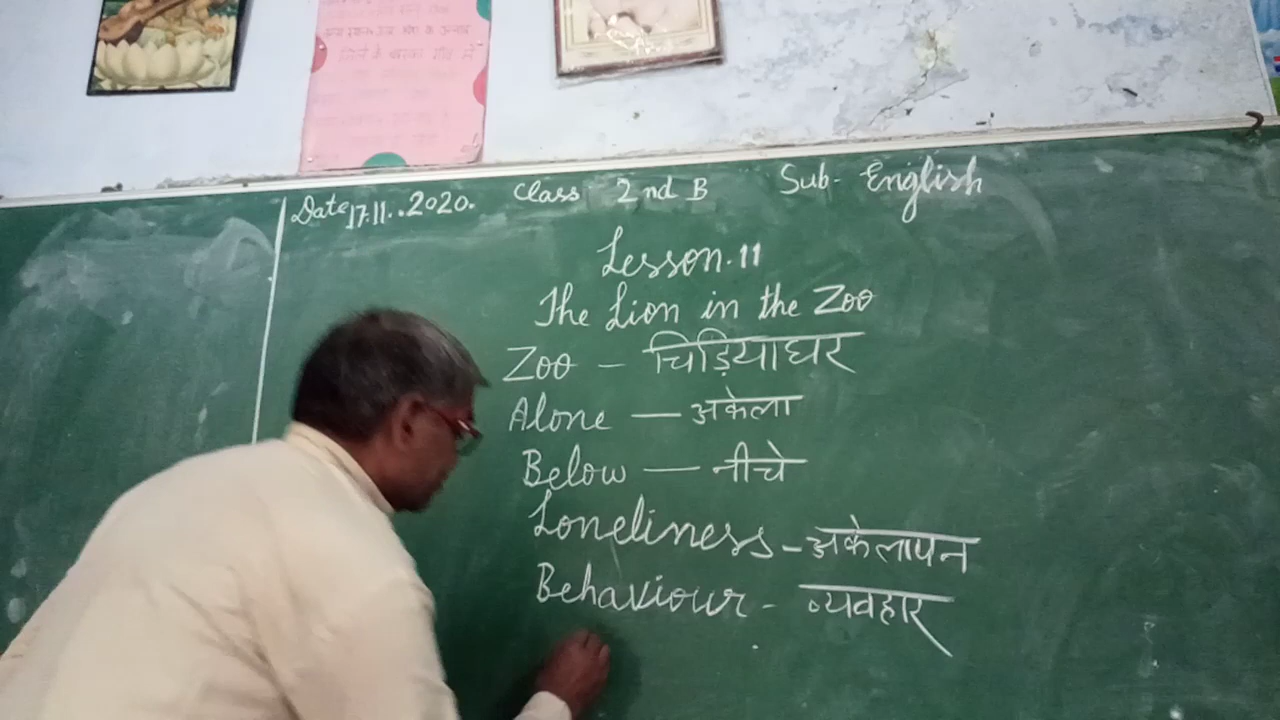 Date 17.11..2020. Class 2nd B Sub- English
Lesson.11
The Lion in the Zoo
Zoo — चिड़ियाघर
Alone — अकेला
Below — नीचे
Loneliness - अकेलापन
Behaviour - व्यवहार